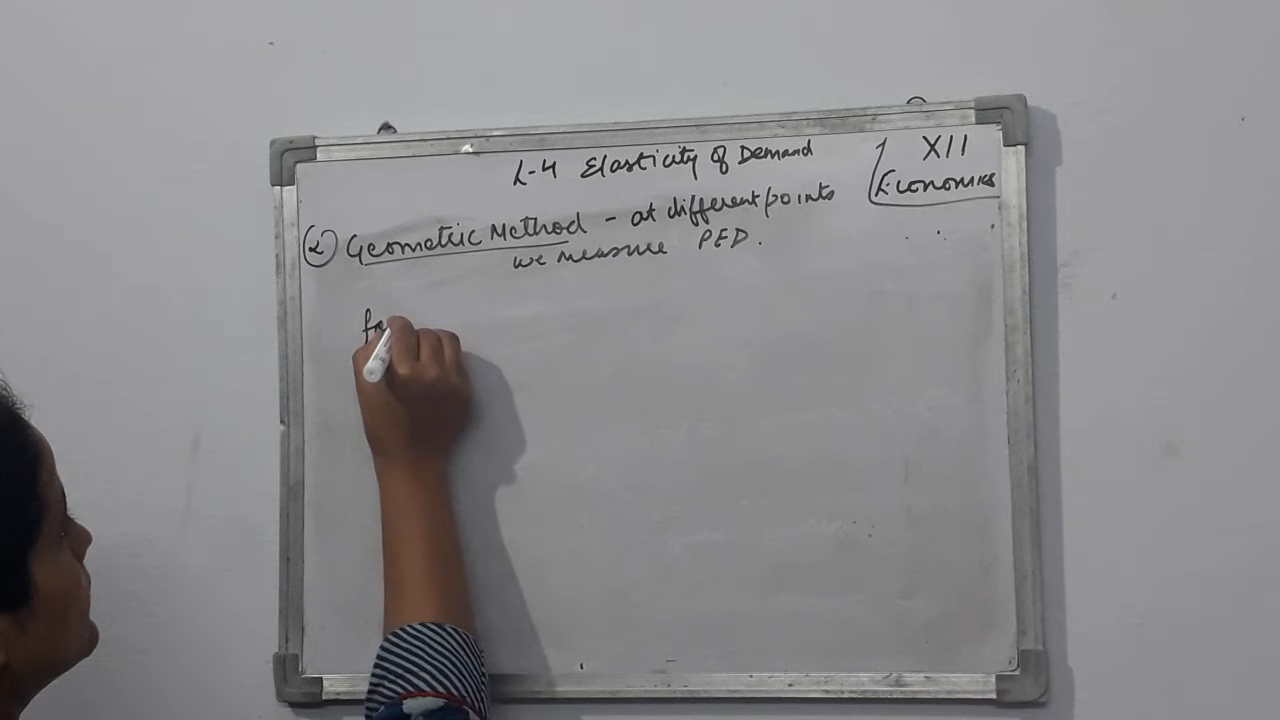 L-4 Elasticity of Demand
XII
Economics
(2) Geometric Method - at different points
we measure PED.